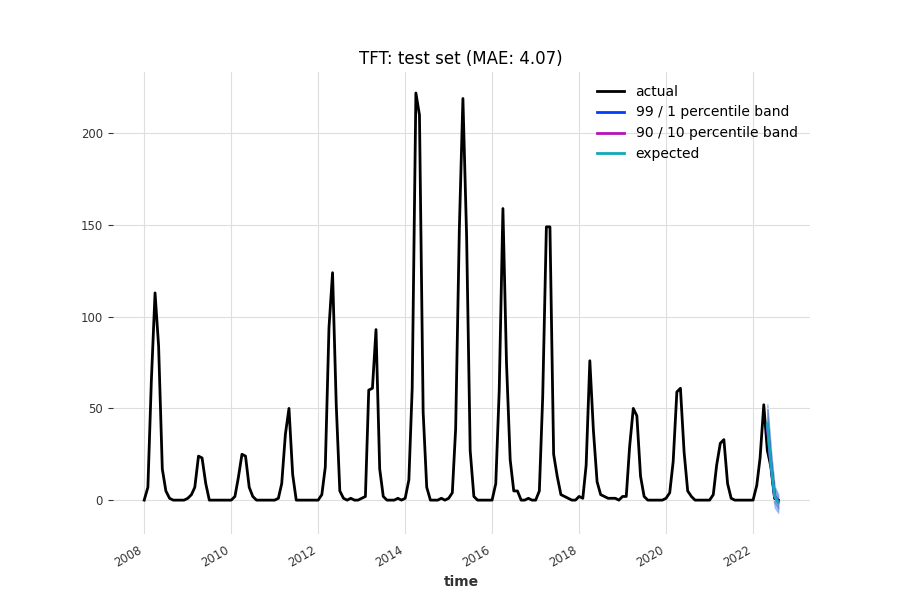 TFT: test set (MAE: 4.07)
actual
99 / 1 percentile band
90 / 10 percentile band
expected
200
150
100
50
0
2008
2010
2012
2014
2016
2018
2020
2022
time